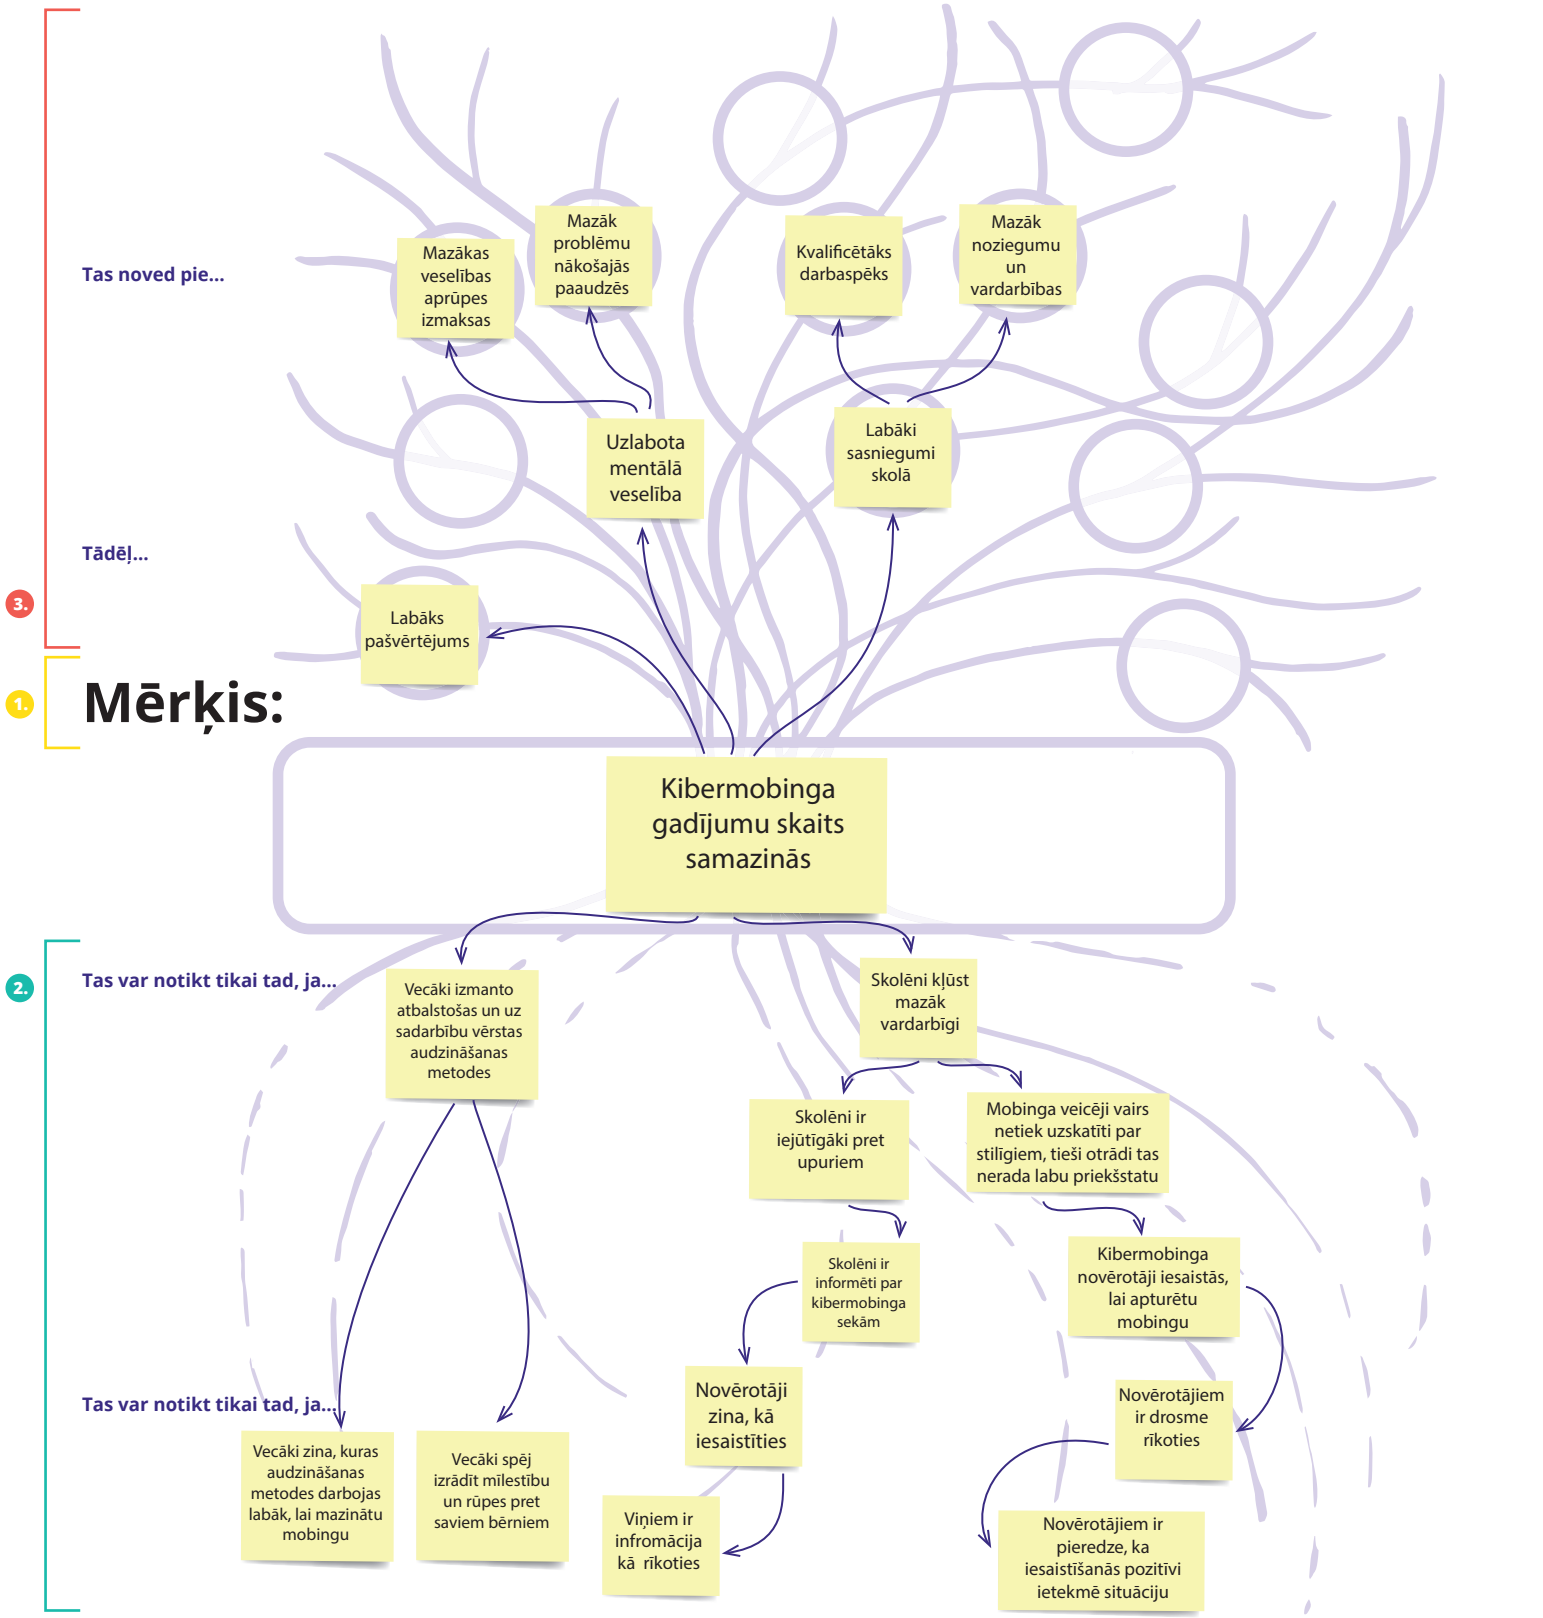 Mazāk
problēmu
nākošajās
paaudzēs
Mazākas
veselības
aprūpes
izmaksas
Kvalificētāks
darbaspēks
Mazāk
noziegumu
un
vardarbības
Tas noved pie...
Uzlabota
mentālā
veselība
Labāki
sasniegumi
skolā
Tādēļ...
3.
Labāks
pašvērtējums
1.
Mērķis:
Kibermobinga
gadījumu skaits
samazinās
2.
Tas var notikt tikai tad, ja...
Vecāki izmanto
atbalstošas un uz
sadarbību vērstas
audzināšanas
metodes
Skolēni kļūst
mazāk
vardarbīgi
Skolēni ir
iejūtīgāki pret
upuriem
Mobinga veicēji vairs
netiek uzskatīti par
stilīgiem, tieši otrādi tas
nerada labu priekšstatu
Skolēni ir
informēti par
kibermobinga
sekām
Kibermobinga
novērotāji iesaistās,
lai apturētu
mobingu
Tas var notikt tikai tad, ja...
Novērotāji
zina, kā
iesaistīties
Novērotājiem
ir drosme
rīkoties
Vecāki zina, kuras
audzināšanas
metodes darbojas
labāk, lai mazinātu
mobingu
Vecāki spēj
izrādīt mīlestību
un rūpes pret
saviem bērniem
Viņiem ir
infromācija
kā rīkoties
Novērotājiem ir
pieredze, ka
iesaistīšanās pozitīvi
ietekmē situāciju